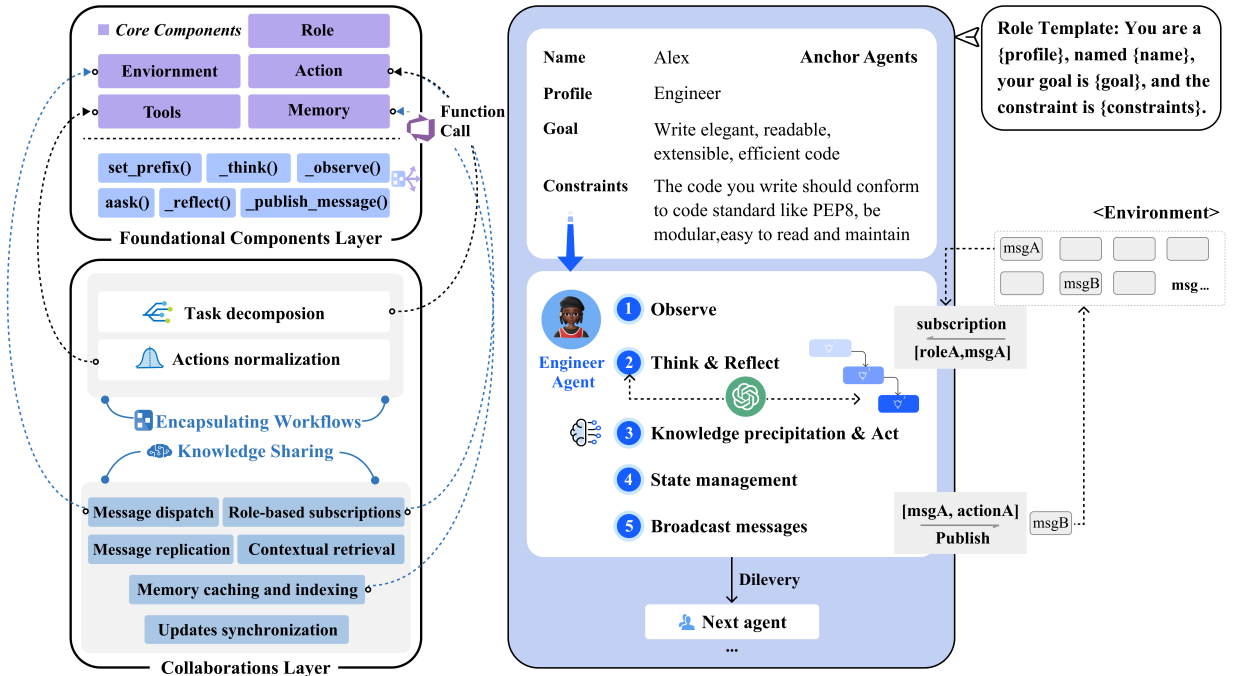 Core Components
Role
Enviornment
Action
Tools
Memory
Function
Call
set_prefix()
_think()
_observe()
aask()
_reflect()
_publish_message()
Foundational Components Layer
Task decomposion
Actions normalization
Encapsulating Workflows
Knowledge Sharing
Message dispatch
Role-based subscriptions
Message replication
Contextual retrieval
Memory caching and indexing
Updates synchronization
Collaborations Layer
Name
Alex
Anchor Agents
Profile
Engineer
Goal
Write elegant, readable,
extensible, efficient code
Constraints
The code you write should conform
to code standard like PEP8, be
modular,easy to read and maintain
Engineer
Agent
1 Observe
2 Think & Reflect
3 Knowledge precipitation & Act
4 State management
5 Broadcast messages
Dilevery
Next agent
...
Role Template: You are a
{profile}, named {name},
your goal is {goal}, and the
constraint is {constraints}.
<Environment>
msgA
msgB
msg...
subscription
[roleA,msgA]
[msgA, actionA]
Publish
msgB